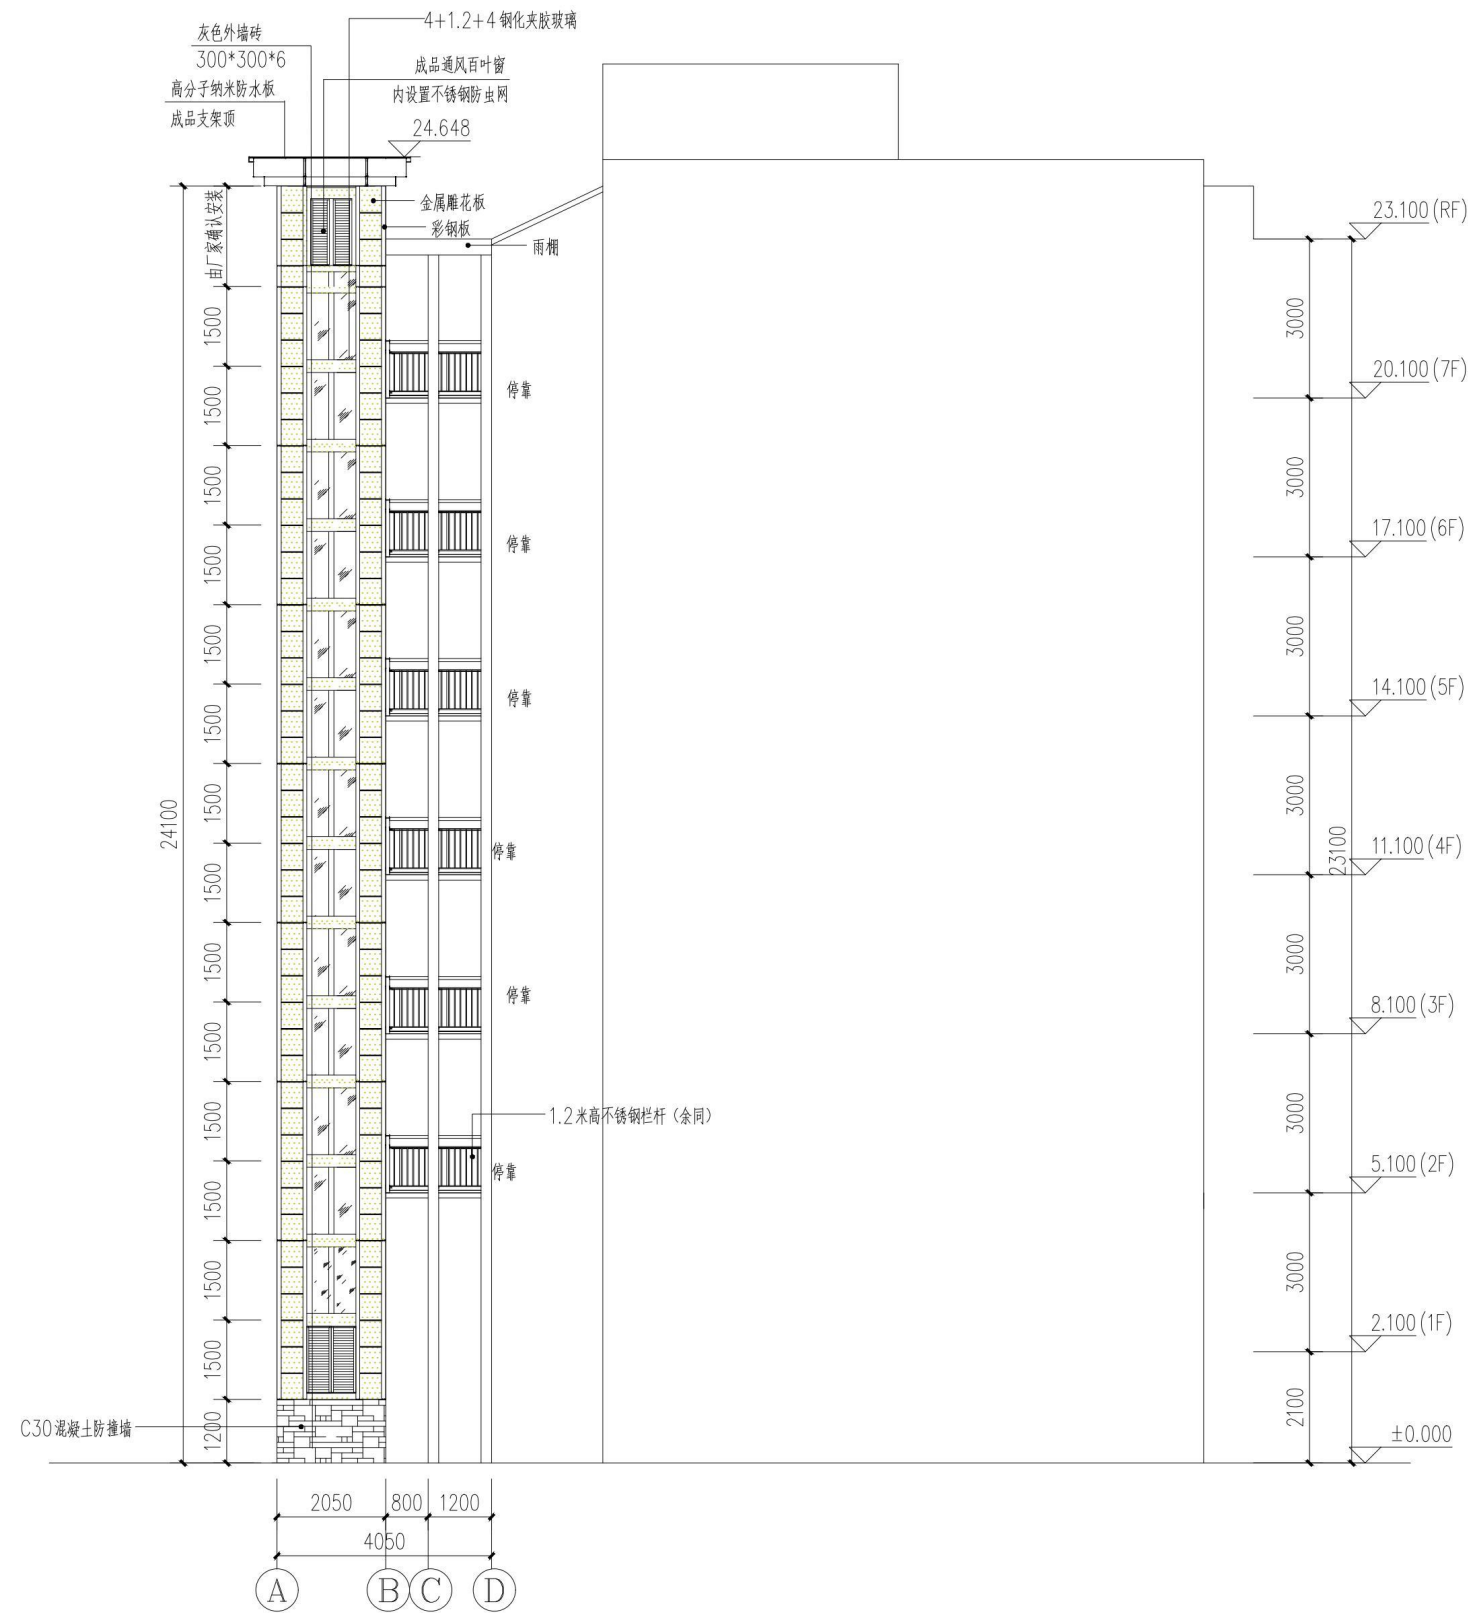 4+1.2+4钢化夹胶玻璃
灰色外墙砖
300*300*6
成品通风百叶窗
内设置不锈钢防虫网
高分子纳米防水板
成品支架顶
24.648
金属雕花板
彩钢板
雨棚
由厂家确认安装
1500
1500
1500
1500
1500
1500
1500
1500
1500
1500
1500
1500
1500
1500
1200
24100
停靠
停靠
停靠
停靠
停靠
停靠
1.2米高不锈钢栏杆（余同）
C30混凝土防撞墙
23.100(RF)
20.100(7F)
17.100(6F)
14.100(5F)
11.100(4F)
8.100(3F)
5.100(2F)
2.100(1F)
±0.000
3000
3000
3000
3000
3000
3000
3000
2100
23100
2050
800
1200
4050
A
B
C
D